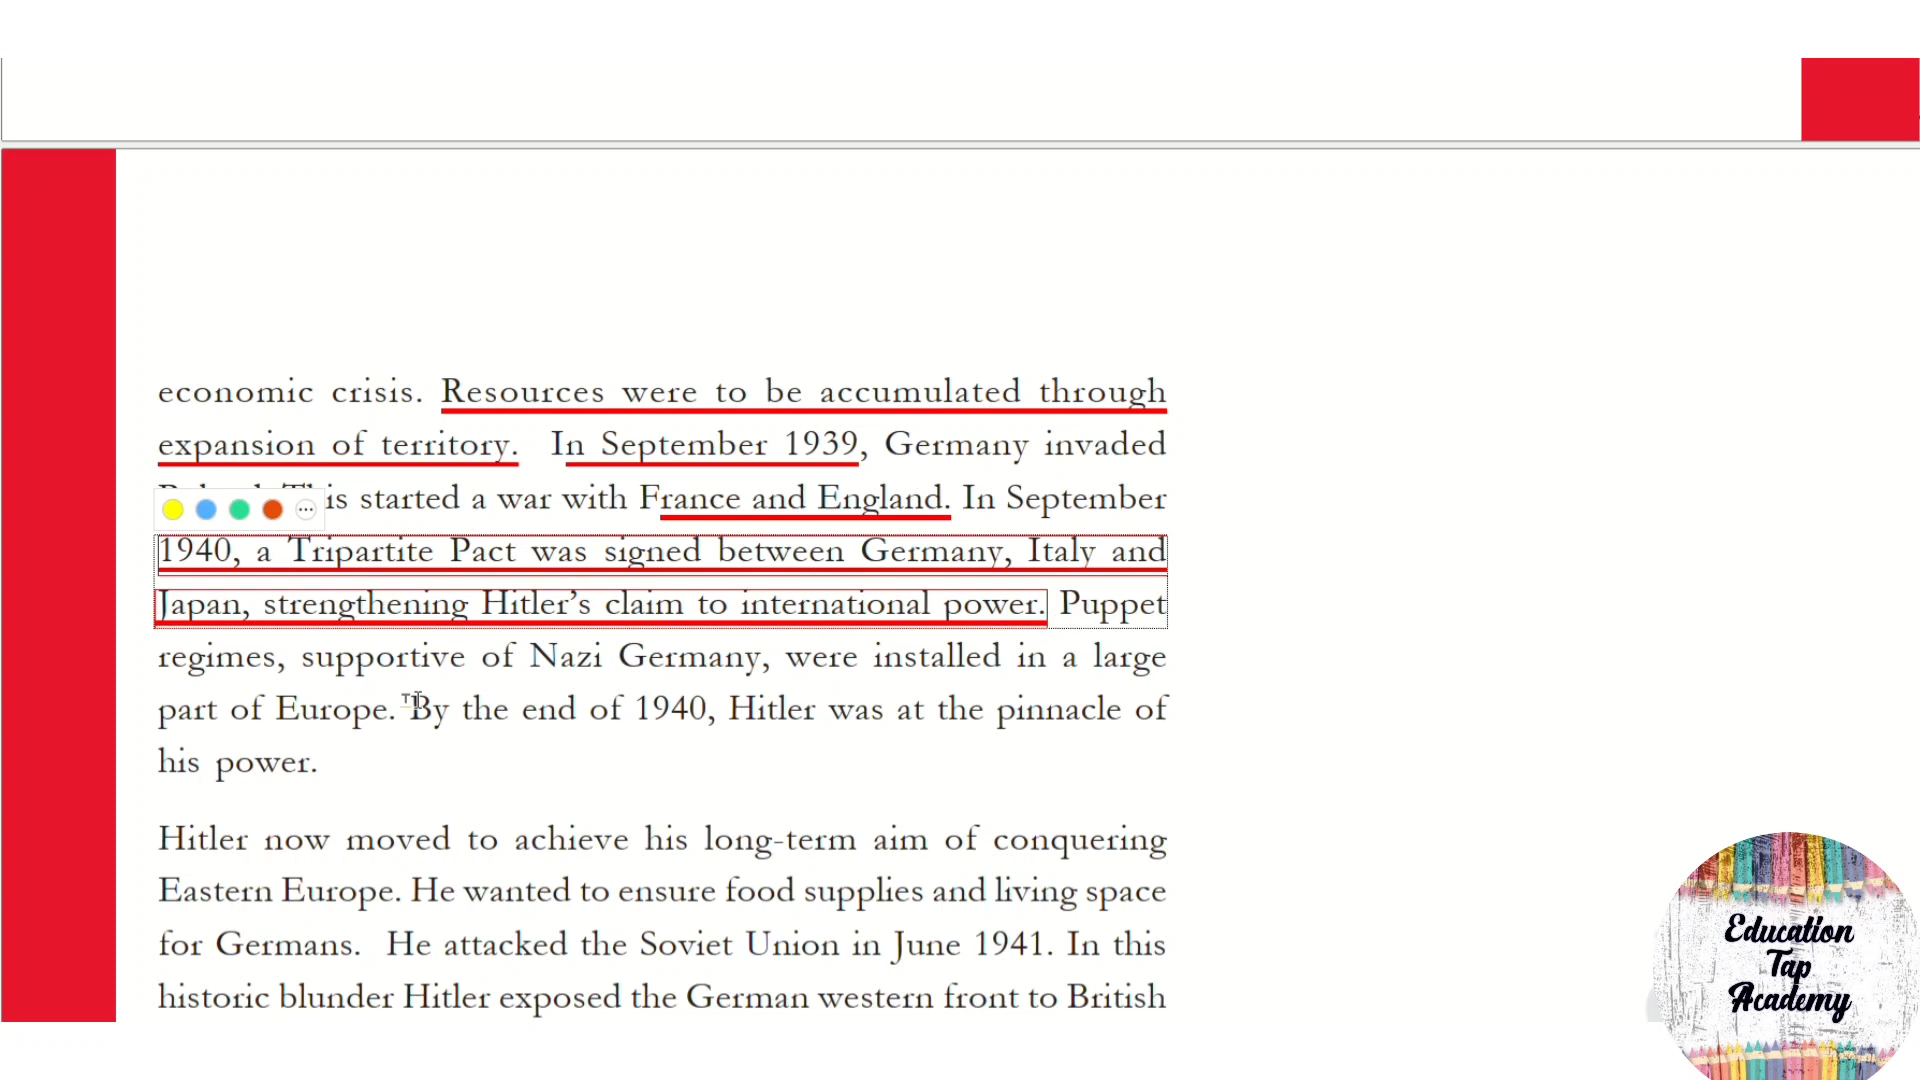 economic crisis. Resources were to be accumulated through
expansion of territory. In September 1939, Germany invaded
is started a war with France and England. In September
1940, a Tripartite Pact was signed between Germany, Italy and
Japan, strengthening Hitler’s claim to international power. Puppet
regimes, supportive of Nazi Germany, were installed in a large
part of Europe. By the end of 1940, Hitler was at the pinnacle of
his power.
Hitler now moved to achieve his long-term aim of conquering
Eastern Europe. He wanted to ensure food supplies and living space
for Germans. He attacked the Soviet Union in June 1941. In this
historic blunder Hitler exposed the German western front to British
Education
Tap
Academy